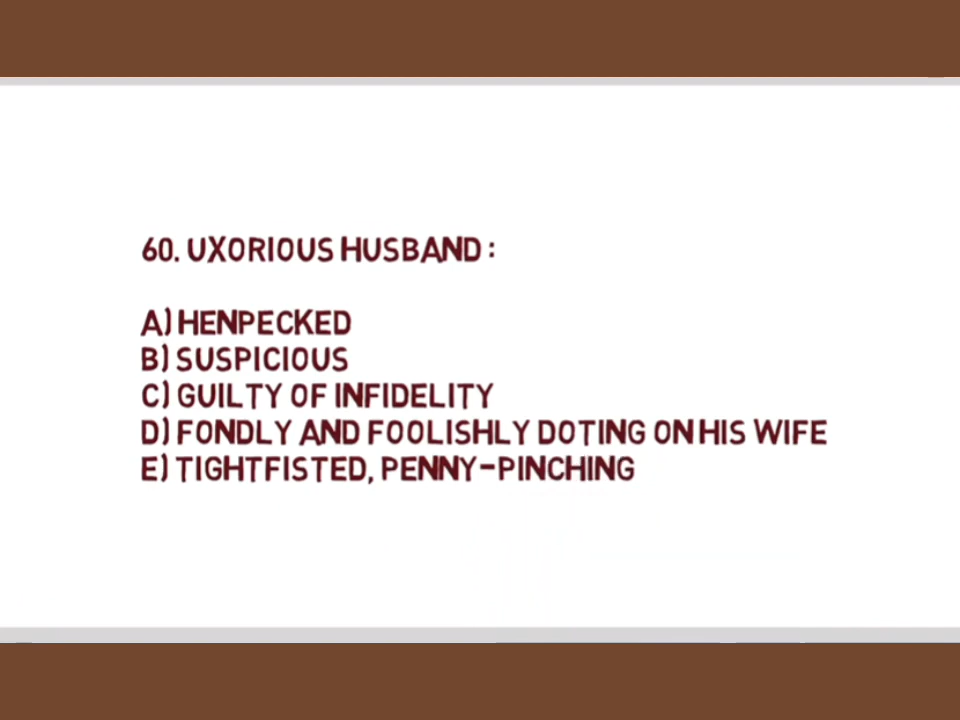 60. UXORIOUS HUSBAND :
A) HENPECKED
B) SUSPICIOUS
C) GUILTY OF INFIDELITY
D) FONDLY AND FOOLISHLY DOTING ON HIS WIFE
E) TIGHTFISTED, PENNY-PINCHING